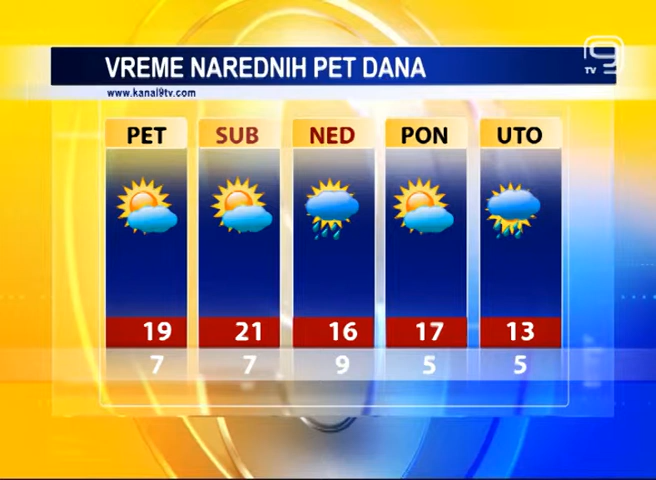 VREME NAREDNIH PET DANA
TV 9
www.kanal9tv.com
PET SUB NED PON UTO
19 21 16 17 13
7 7 9 5 5